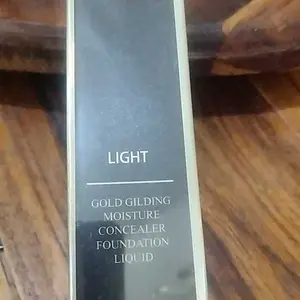 LIGHT
GOLD GILDING
MOISTURE
CONCEALER
FOUNDATION
LIQUID